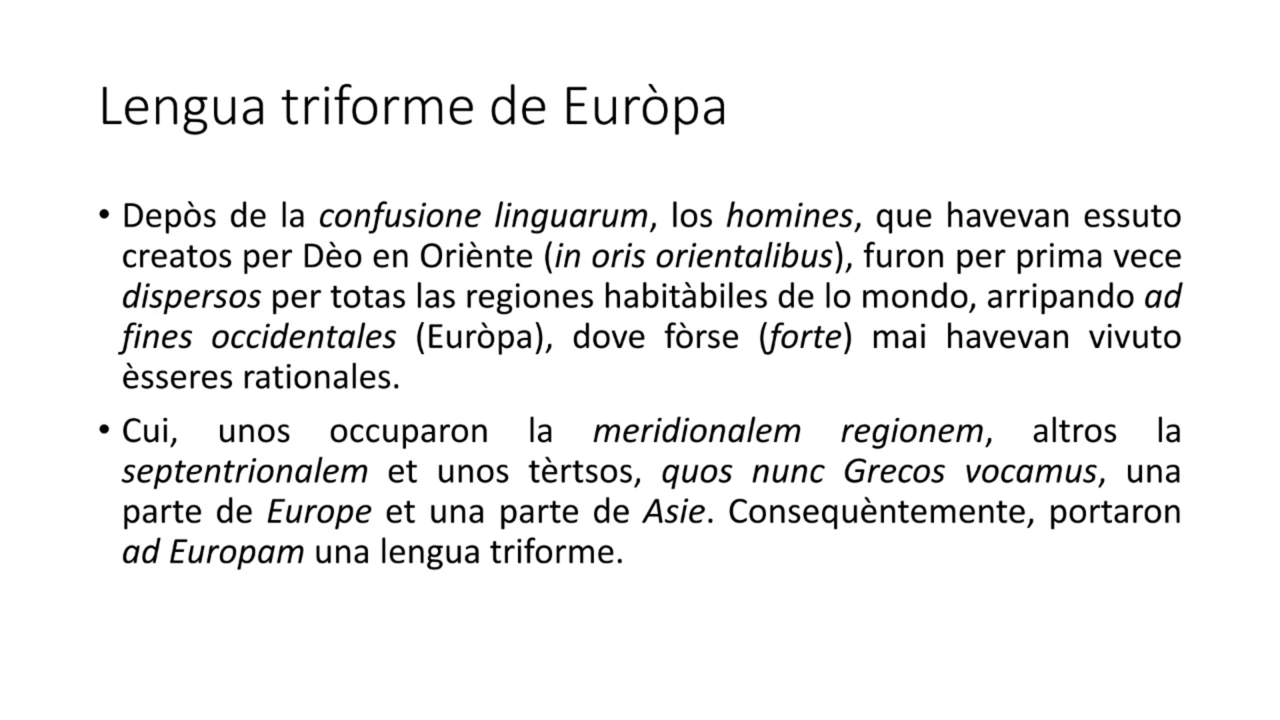 Lengua triforme de Euròpa
• Depòs de la confusione linguarum, los homines, que havevan essuto
creatos per Dèo en Oriènte (in oris orientalibus), furon per prima vece
dispersos per totas las regiones habitàbiles de lo mondo, arripando ad
fines occidentales (Euròpa), dove fòrse (forte) mai havevan vivuto
èsseres rationales.
• Cui, unos occuparon la meridionalem regionem, altros la
septentrionalem et unos tèrtsos, quos nunc Grecos vocamus, una
parte de Europe et una parte de Asie. Consequèntemente, portaron
ad Europam una lengua triforme.